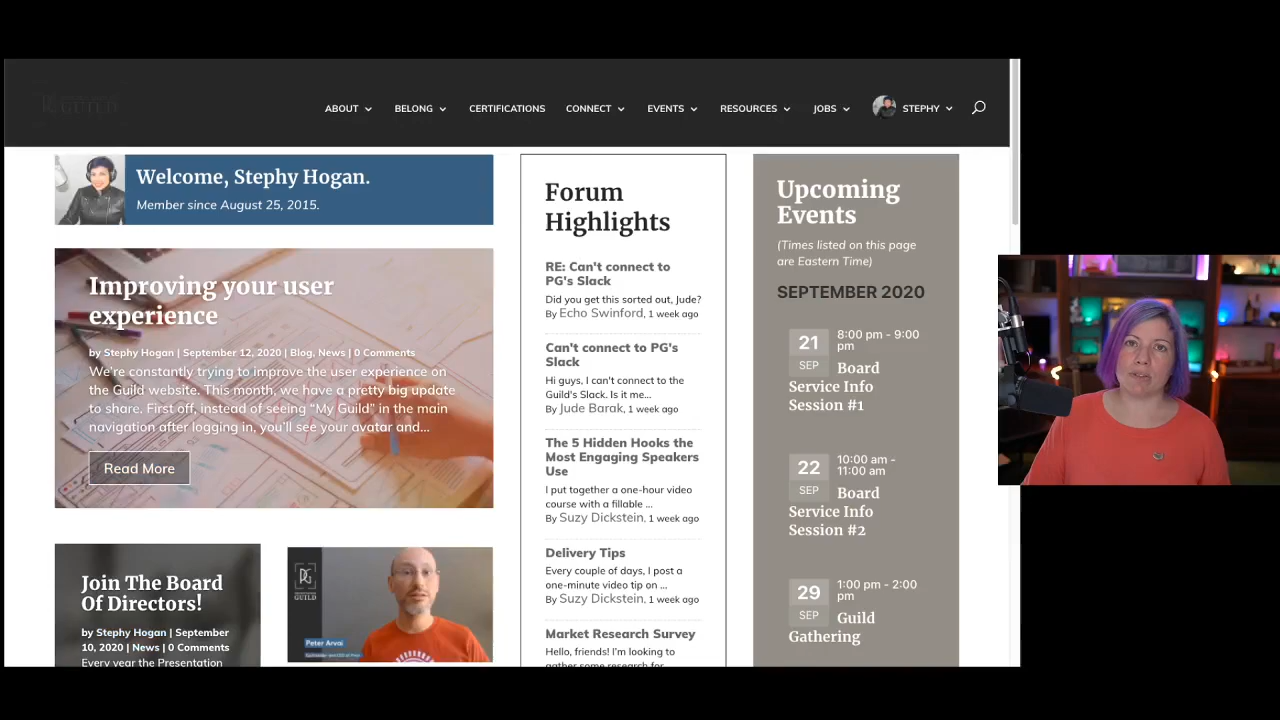 GUILD
ABOUT
BELONG
CERTIFICATIONS
CONNECT
EVENTS
RESOURCES
JOBS
STEPHY
Welcome, Stephy Hogan.
Member since August 25, 2015.
Improving your user
experience
by Stephy Hogan | September 12, 2020 | Blog, News | 0 Comments
We’re constantly trying to improve the user experience on
the Guild website. This month, we have a pretty big update
to share. First off, instead of seeing “My Guild” in the main
navigation after logging in, you’ll see your avatar and...
Read More
Join The Board
Of Directors!
by Stephy Hogan | September
10, 2020 | News | 0 Comments
Every year the Presentation
GUILD
Peter Arvai
Forum
Highlights
RE: Can't connect to
PG's Slack
Did you get this sorted out, Jude?
By Echo Swinford, 1 week ago
Can't connect to PG's
Slack
Hi guys, I can't connect to the
Guild's Slack. Is it me...
By Jude Barak, 1 week ago
The 5 Hidden Hooks the
Most Engaging Speakers
Use
I put together a one-hour video
course with a fillable ...
By Suzy Dickstein, 1 week ago
Delivery Tips
Every couple of days, I post a
one-minute video tip on ...
By Suzy Dickstein, 1 week ago
Market Research Survey
Hello, friends! I’m looking to
gather some research for
Upcoming
Events
(Times listed on this page
are Eastern Time)
SEPTEMBER 2020
21
SEP
8:00 pm - 9:00
pm
Board
Service Info
Session #1
22
SEP
10:00 am -
11:00 am
Board
Service Info
Session #2
29
SEP
1:00 pm - 2:00
pm
Guild
Gathering